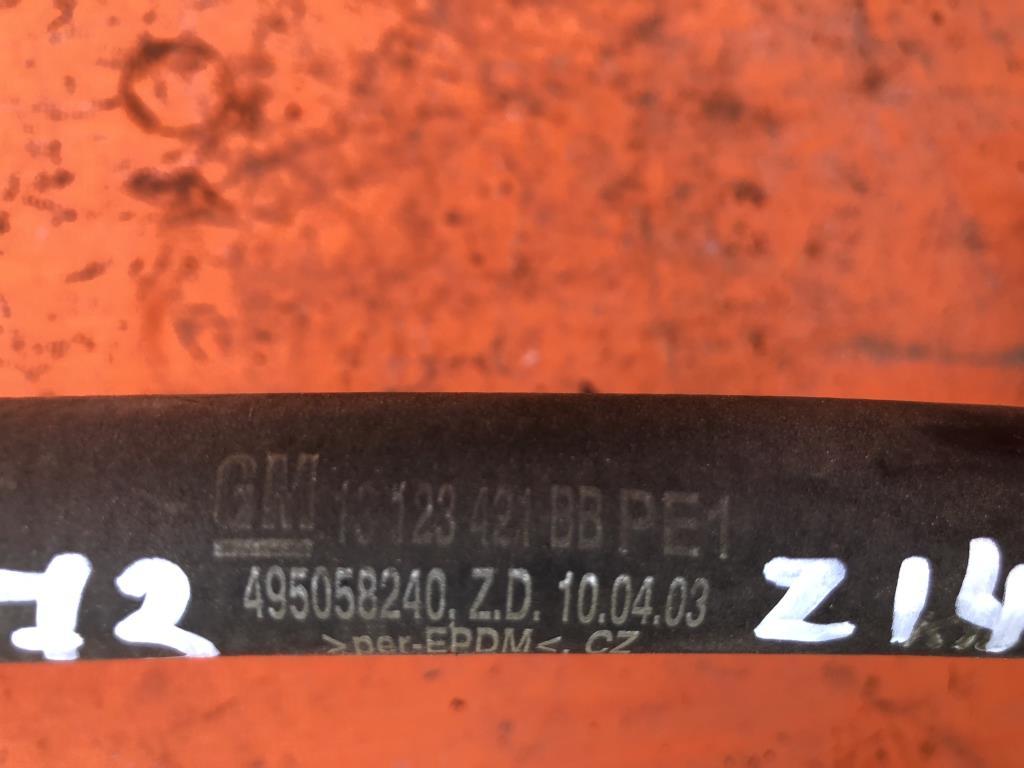 GM 13 123 421 BB PE1
495058240. Z.D. 10.04.03
>per-EPDM<. CZ
72
Z14